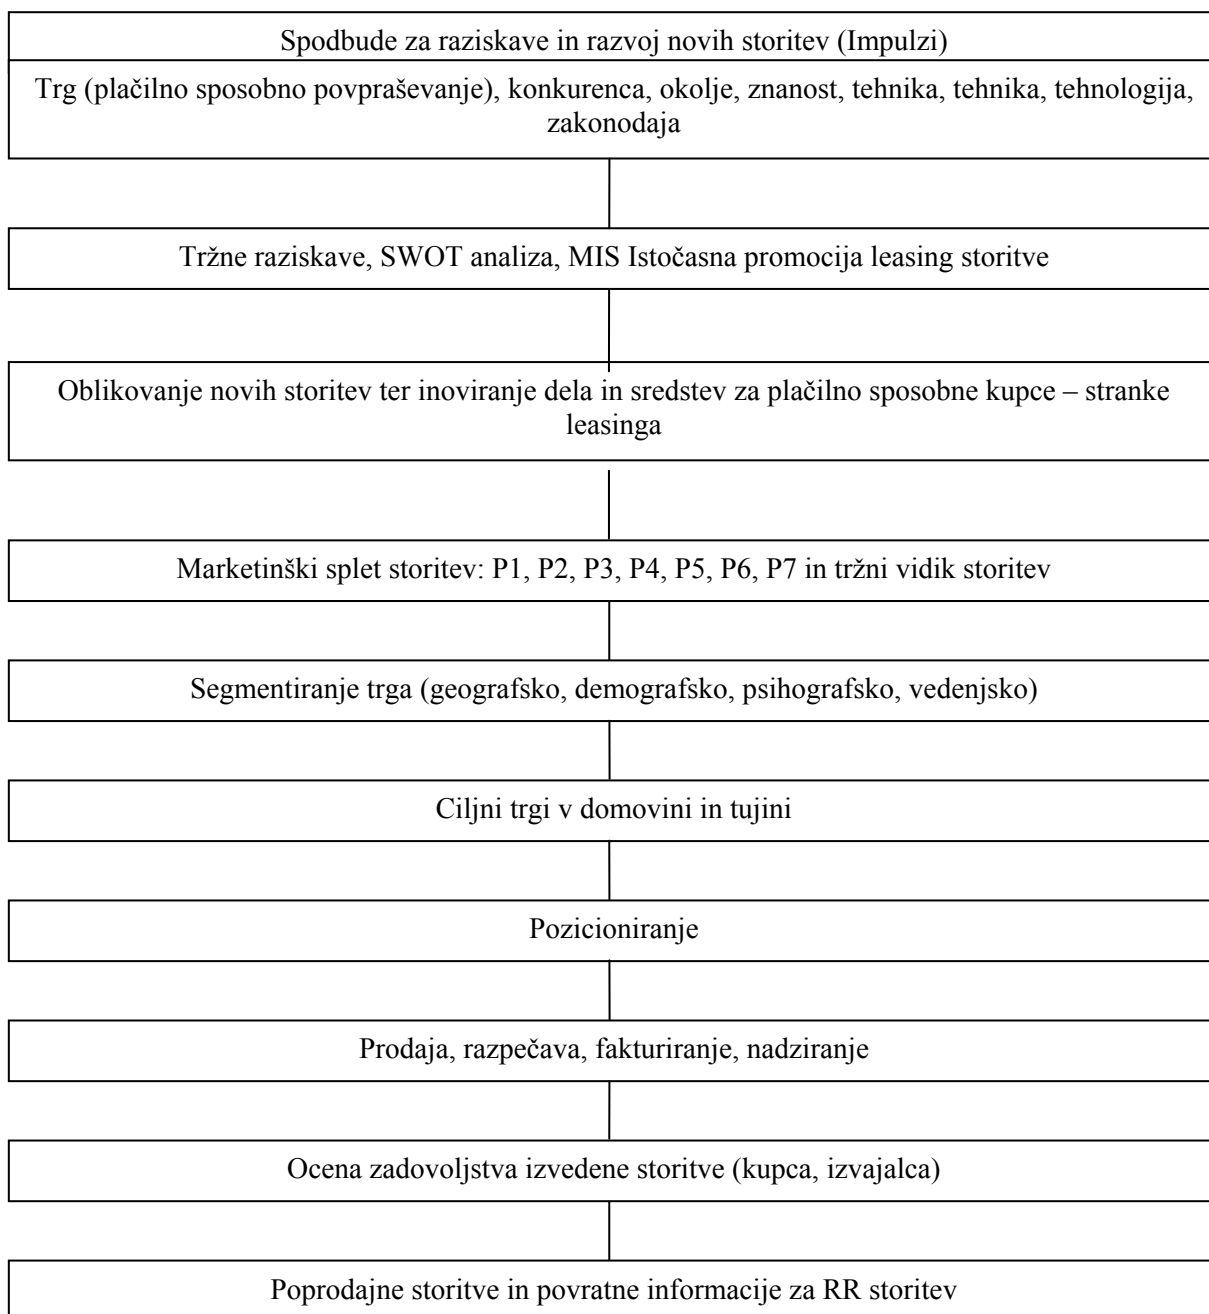 Spodbude za raziskave in razvoj novih storitev (Impulzi)
Trg (plačilno sposobno povpraševanje), konkurenca, okolje, znanost, tehnika, tehnika, tehnologija,
zakonodaja
Tržne raziskave, SWOT analiza, MIS Istočasna promocija leasing storitve
Oblikovanje novih storitev ter inoviranje dela in sredstev za plačilno sposobne kupce – stranke
leasinga
Marketinški splet storitev: P1, P2, P3, P4, P5, P6, P7 in tržni vidik storitev
Segmentiranje trga (geografsko, demografsko, psihografsko, vedenjsko)
Ciljni trgi v domovini in tujini
Pozicioniranje
Prodaja, razpečava, fakturiranje, nadziranje
Ocena zadovoljstva izvedene storitve (kupca, izvajalca)
Poprodajne storitve in povratne informacije za RR storitev